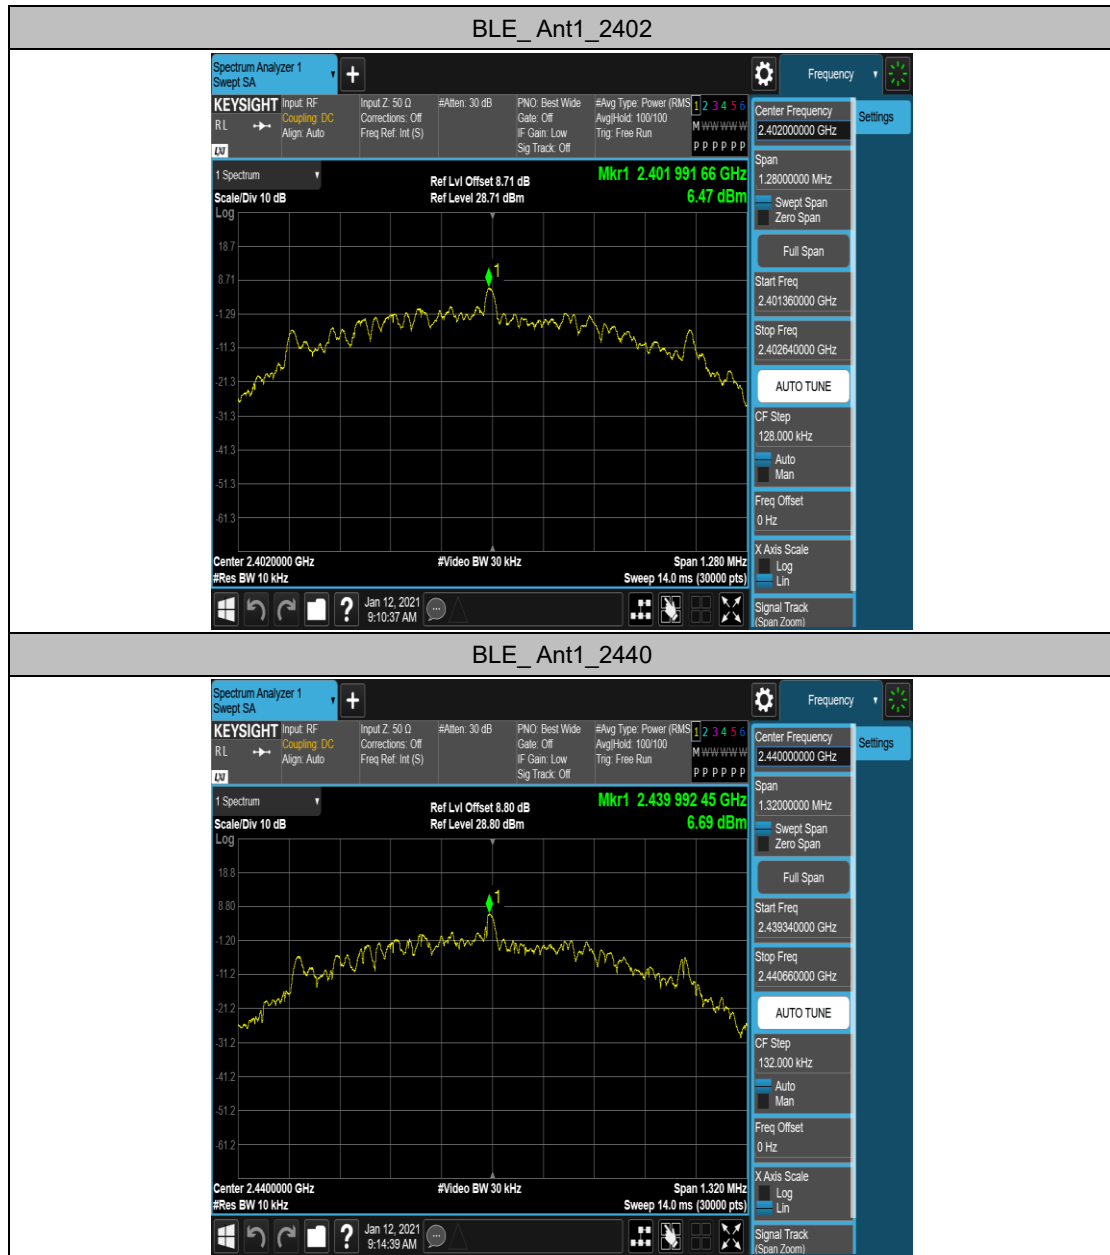 BLE_ Ant1_2402
Spectrum Analyzer 1
Swept SA
Frequency
KEYSIGHT
RL
LXI
Input: RF
Coupling: DC
Align: Auto
Input Z: 50 Ω
Corrections: Off
Freq Ref: Int (S)
#Atten: 30 dB
PNO: Best Wide
Gate: Off
IF Gain: Low
Sig Track: Off
#Avg Type: Power (RMS
Avg|Hold: 100/100
Trig: Free Run
1 2 3 4 5 6
M W W W W W
P P P P P P
Center Frequency
2.402000000 GHz
Settings
Span
1.28000000 MHz
Swept Span
Zero Span
Full Span
Start Freq
2.401360000 GHz
Stop Freq
2.402640000 GHz
AUTO TUNE
CF Step
128.000 kHz
Auto
Man
Freq Offset
0 Hz
X Axis Scale
Log
Lin
Signal Track
(Span Zoom)
1 Spectrum
Scale/Div 10 dB
Log
Ref Lvl Offset 8.71 dB
Ref Level 28.71 dBm
Mkr1 2.401 991 66 GHz
6.47 dBm
18.7
8.71
-1.29
-11.3
-21.3
-31.3
-41.3
-51.3
-61.3
1
Center 2.4020000 GHz
#Video BW 30 kHz
Span 1.280 MHz
#Res BW 10 kHz
Sweep 14.0 ms (30000 pts)
Jan 12, 2021
9:10:37 AM
BLE_ Ant1_2440
Spectrum Analyzer 1
Swept SA
Frequency
KEYSIGHT
RL
LXI
Input: RF
Coupling: DC
Align: Auto
Input Z: 50 Ω
Corrections: Off
Freq Ref: Int (S)
#Atten: 30 dB
PNO: Best Wide
Gate: Off
IF Gain: Low
Sig Track: Off
#Avg Type: Power (RMS
Avg|Hold: 100/100
Trig: Free Run
1 2 3 4 5 6
M W W W W W
P P P P P P
Center Frequency
2.440000000 GHz
Settings
Span
1.32000000 MHz
Swept Span
Zero Span
Full Span
Start Freq
2.439340000 GHz
Stop Freq
2.440660000 GHz
AUTO TUNE
CF Step
132.000 kHz
Auto
Man
Freq Offset
0 Hz
X Axis Scale
Log
Lin
Signal Track
(Span Zoom)
1 Spectrum
Scale/Div 10 dB
Log
Ref Lvl Offset 8.80 dB
Ref Level 28.80 dBm
Mkr1 2.439 992 45 GHz
6.69 dBm
18.8
8.80
-1.20
-11.2
-21.2
-31.2
-41.2
-51.2
-61.2
1
Center 2.4400000 GHz
#Video BW 30 kHz
Span 1.320 MHz
#Res BW 10 kHz
Sweep 14.0 ms (30000 pts)
Jan 12, 2021
9:14:39 AM